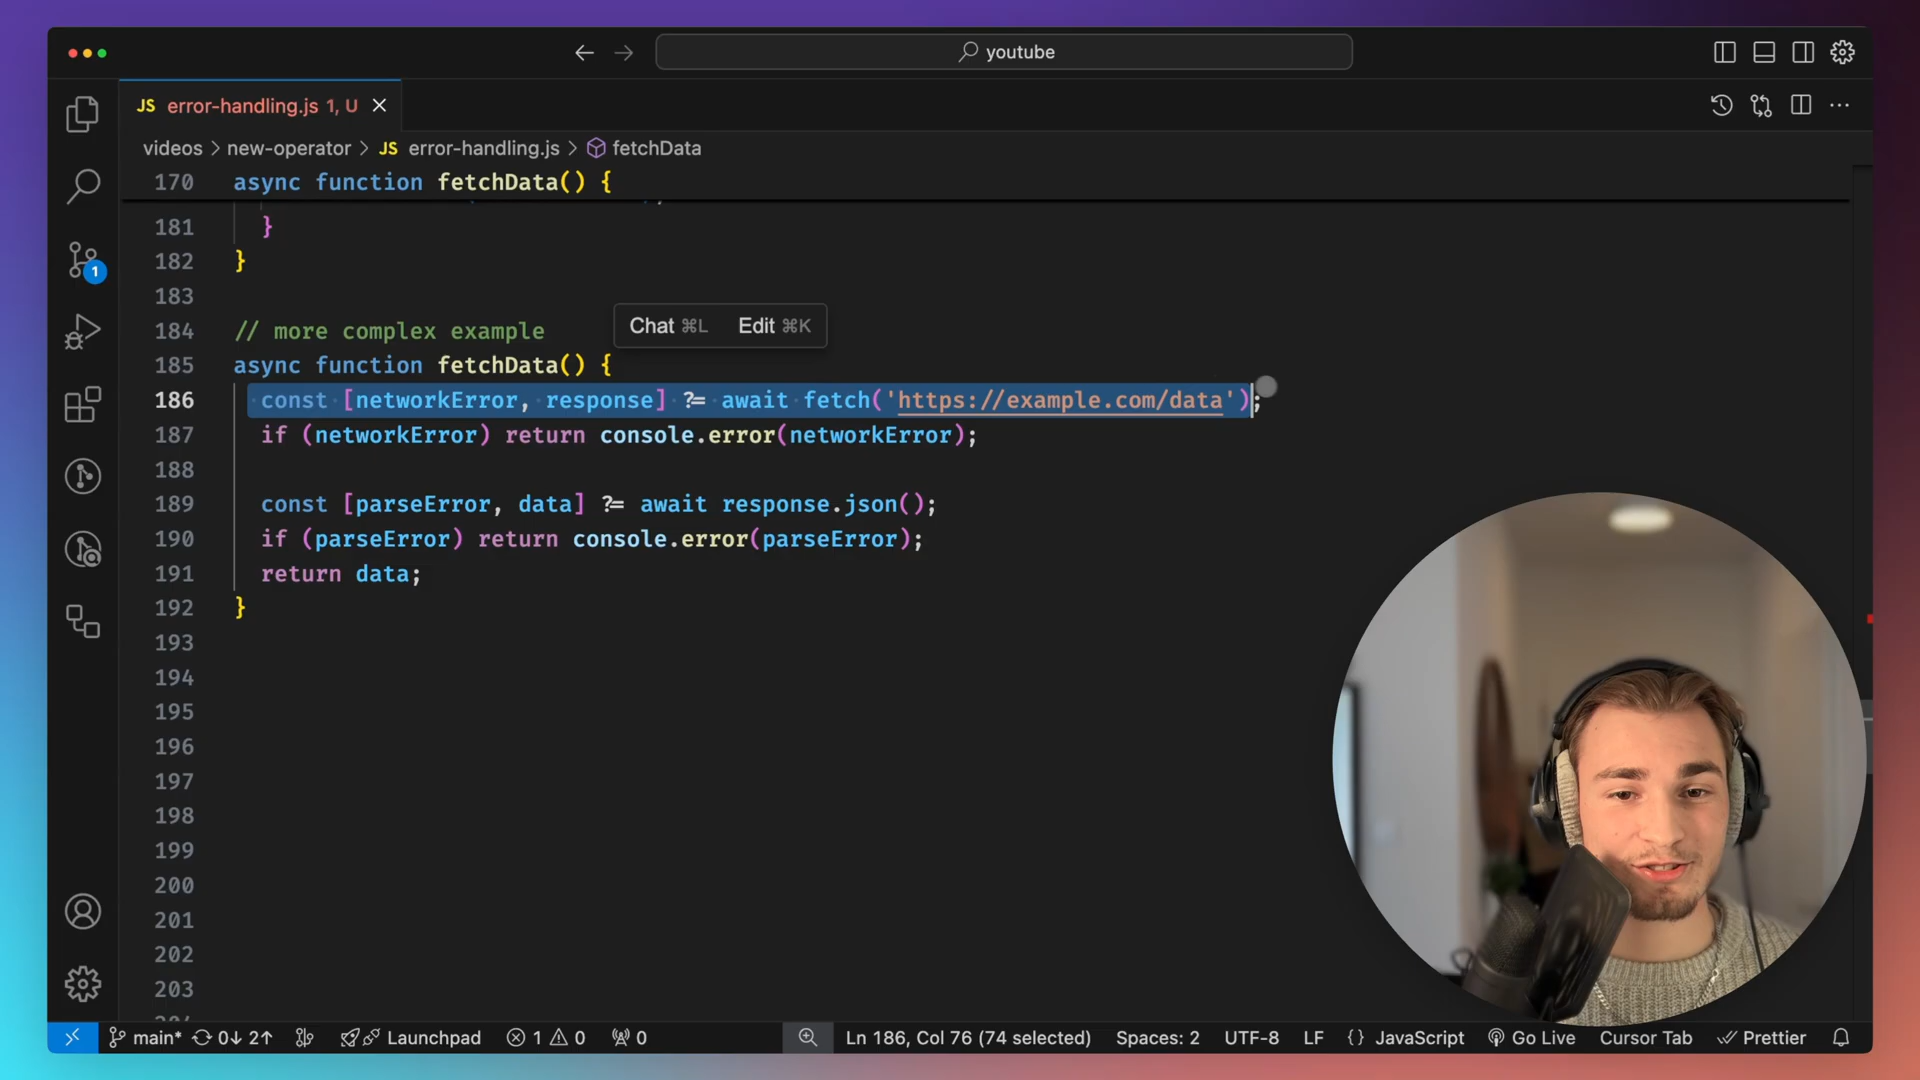 youtube
JS error-handling.js 1, U
videos > new-operator > JS error-handling.js > fetchData
170 async function fetchData() {
181 }
182 }
183
Chat ⌘L Edit ⌘K
184 // more complex example
185 async function fetchData() {
186 const [networkError, response] ?= await fetch('https://example.com/data');
187 if (networkError) return console.error(networkError);
188
189 const [parseError, data] ?= await response.json();
190 if (parseError) return console.error(parseError);
191 return data;
192 }
193
194
195
196
197
198
199
200
201
202
203
1
main* 0↓ 2↑ Launchpad 1 0 0 Ln 186, Col 76 (74 selected) Spaces: 2 UTF-8 LF {} JavaScript Go Live Cursor Tab Prettier